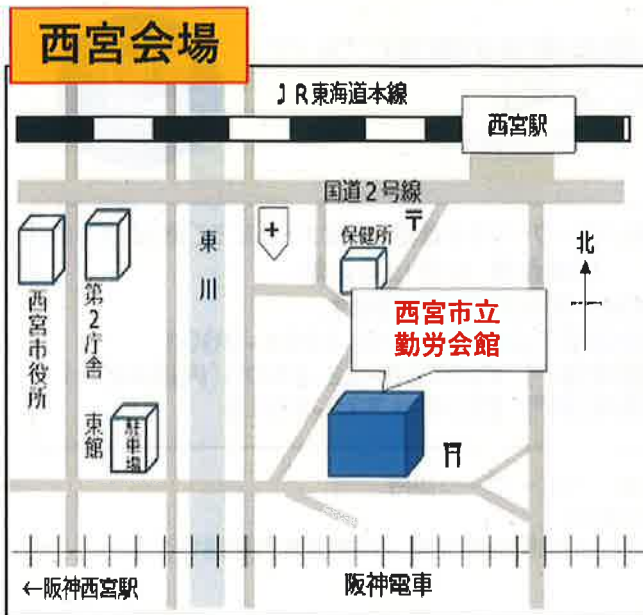 西宮会場
JR東海道本線
西宮駅
国道2号線
〒
保健所
東川
北
西宮市役所
第2庁舎
西宮市立
勤労会館
東館
駐車場
←阪神西宮駅
阪神電車